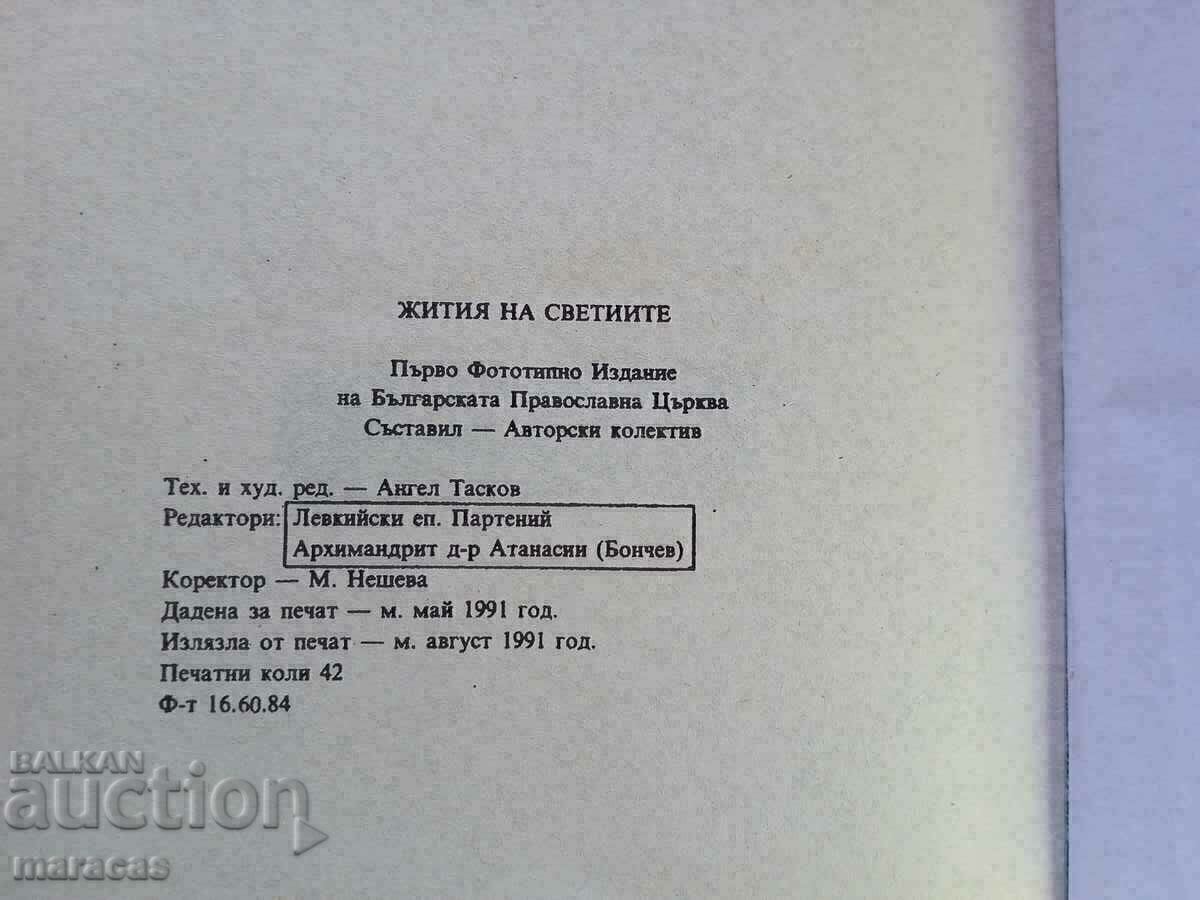 ЖИТИЯ НА СВЕТИИТЕ
Първо Фототипно Издание
на Българската Православна Църква
Съставил — Авторски колектив
Тех. и худ. ред. — Ангел Тасков
Редактори: Левкийски еп. Партений
Архимандрит д-р Атанасии (Бончев)
Коректор — М. Нешева
Дадена за печат — м. май 1991 год.
Излязла от печат — м. август 1991 год.
Печатни коли 42
Ф-т 16.60.84
BALKAN
auction
maracas